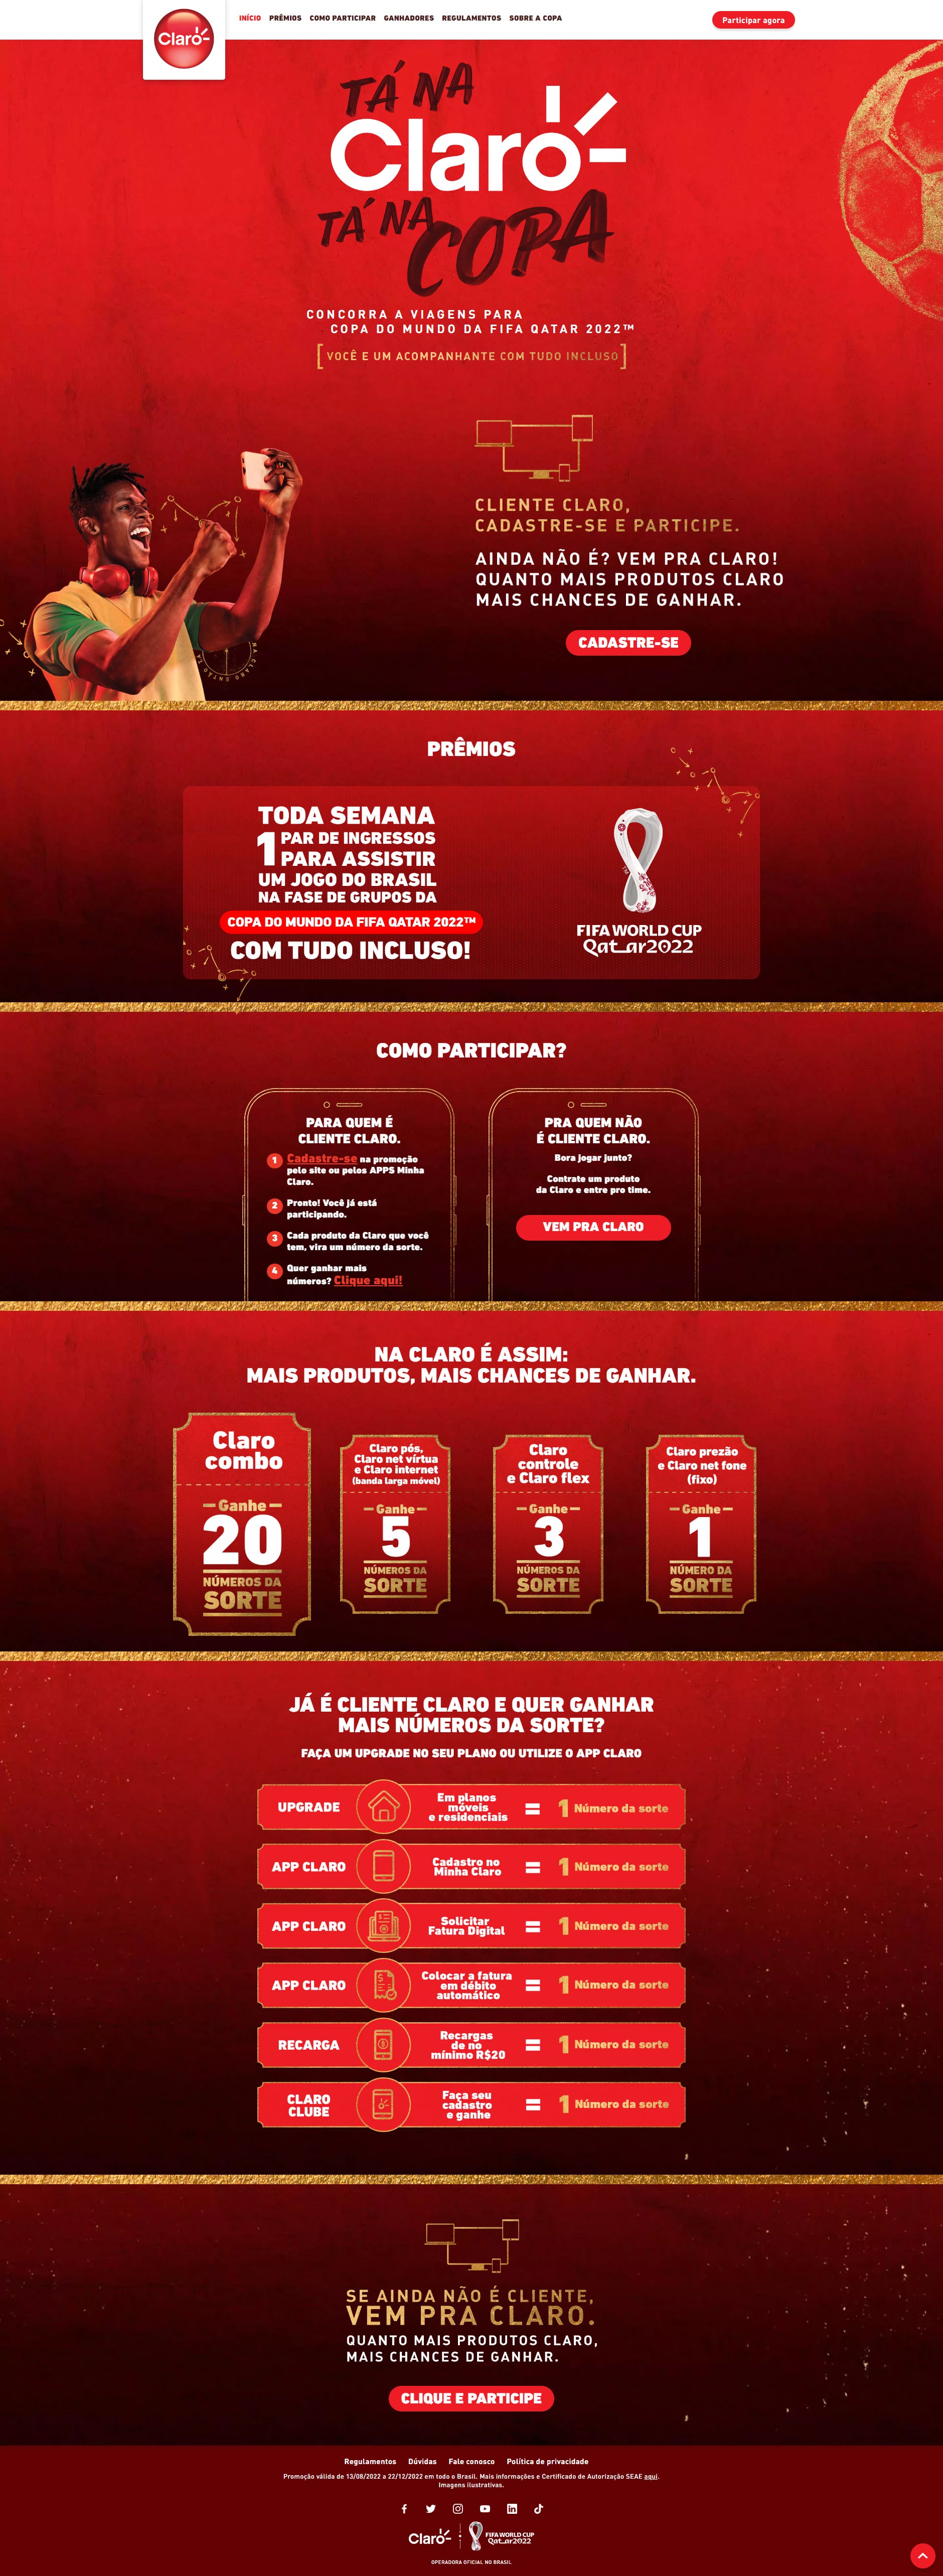 Claro
INÍCIO PRÊMIOS COMO PARTICIPAR GANHADORES REGULAMENTOS SOBRE A COPA
Participar agora
TÁ NA
Claro
TÁ NA
COPA
CONCORRA A VIAGENS PARA
COPA DO MUNDO DA FIFA QATAR 2022™
[VOCÊ E UM ACOMPANHANTE COM TUDO INCLUSO]
CLIENTE CLARO,
CADASTRE-SE E PARTICIPE.
AINDA NÃO É? VEM PRA CLARO!
QUANTO MAIS PRODUTOS CLARO
MAIS CHANCES DE GANHAR.
CADASTRE-SE
PRÊMIOS
TODA SEMANA
1 PAR DE INGRESSOS
PARA ASSISTIR
UM JOGO DO BRASIL
NA FASE DE GRUPOS DA
COPA DO MUNDO DA FIFA QATAR 2022™
COM TUDO INCLUSO!
FIFA WORLD CUP
Qatar2022
COMO PARTICIPAR?
PARA QUEM É
CLIENTE CLARO.
1 Cadastre-se na promoção
pelo site ou pelos APPS Minha
Claro.
2 Pronto! Você já está
participando.
3 Cada produto da Claro que você
tem, vira um número da sorte.
4 Quer ganhar mais
números? Clique aqui!
PRA QUEM NÃO
É CLIENTE CLARO.
Bora jogar junto?
Contrate um produto
da Claro e entre pro time.
VEM PRA CLARO
NA CLARO É ASSIM:
MAIS PRODUTOS, MAIS CHANCES DE GANHAR.
Claro
combo
Ganhe
20
NÚMEROS DA
SORTE
Claro pós,
Claro net vírtua
e Claro internet
(banda larga móvel)
Ganhe
5
NÚMEROS DA
SORTE
Claro
controle
e Claro flex
Ganhe
3
NÚMEROS DA
SORTE
Claro prezão
e Claro net fone
(fixo)
Ganhe
1
NÚMERO DA
SORTE
JÁ É CLIENTE CLARO E QUER GANHAR
MAIS NÚMEROS DA SORTE?
FAÇA UM UPGRADE NO SEU PLANO OU UTILIZE O APP CLARO
UPGRADE
Em planos
móveis
e residenciais
= 1 Número da sorte
APP CLARO
Cadastro no
Minha Claro
= 1 Número da sorte
APP CLARO
Solicitar
Fatura Digital
= 1 Número da sorte
APP CLARO
Colocar a fatura
em débito
automático
= 1 Número da sorte
RECARGA
Recargas
de no
mínimo R$20
= 1 Número da sorte
CLARO
CLUBE
Faça seu
cadastro
e ganhe
= 1 Número da sorte
SE AINDA NÃO É CLIENTE,
VEM PRA CLARO.
QUANTO MAIS PRODUTOS CLARO,
MAIS CHANCES DE GANHAR.
CLIQUE E PARTICIPE
Regulamentos Dúvidas Fale conosco Política de privacidade
Promoção válida de 13/08/2022 a 22/12/2022 em todo o Brasil. Mais informações e Certificado de Autorização SEAE aqui.
Imagens ilustrativas.
Claro
FIFA WORLD CUP
Qatar2022
OPERADORA OFICIAL NO BRASIL